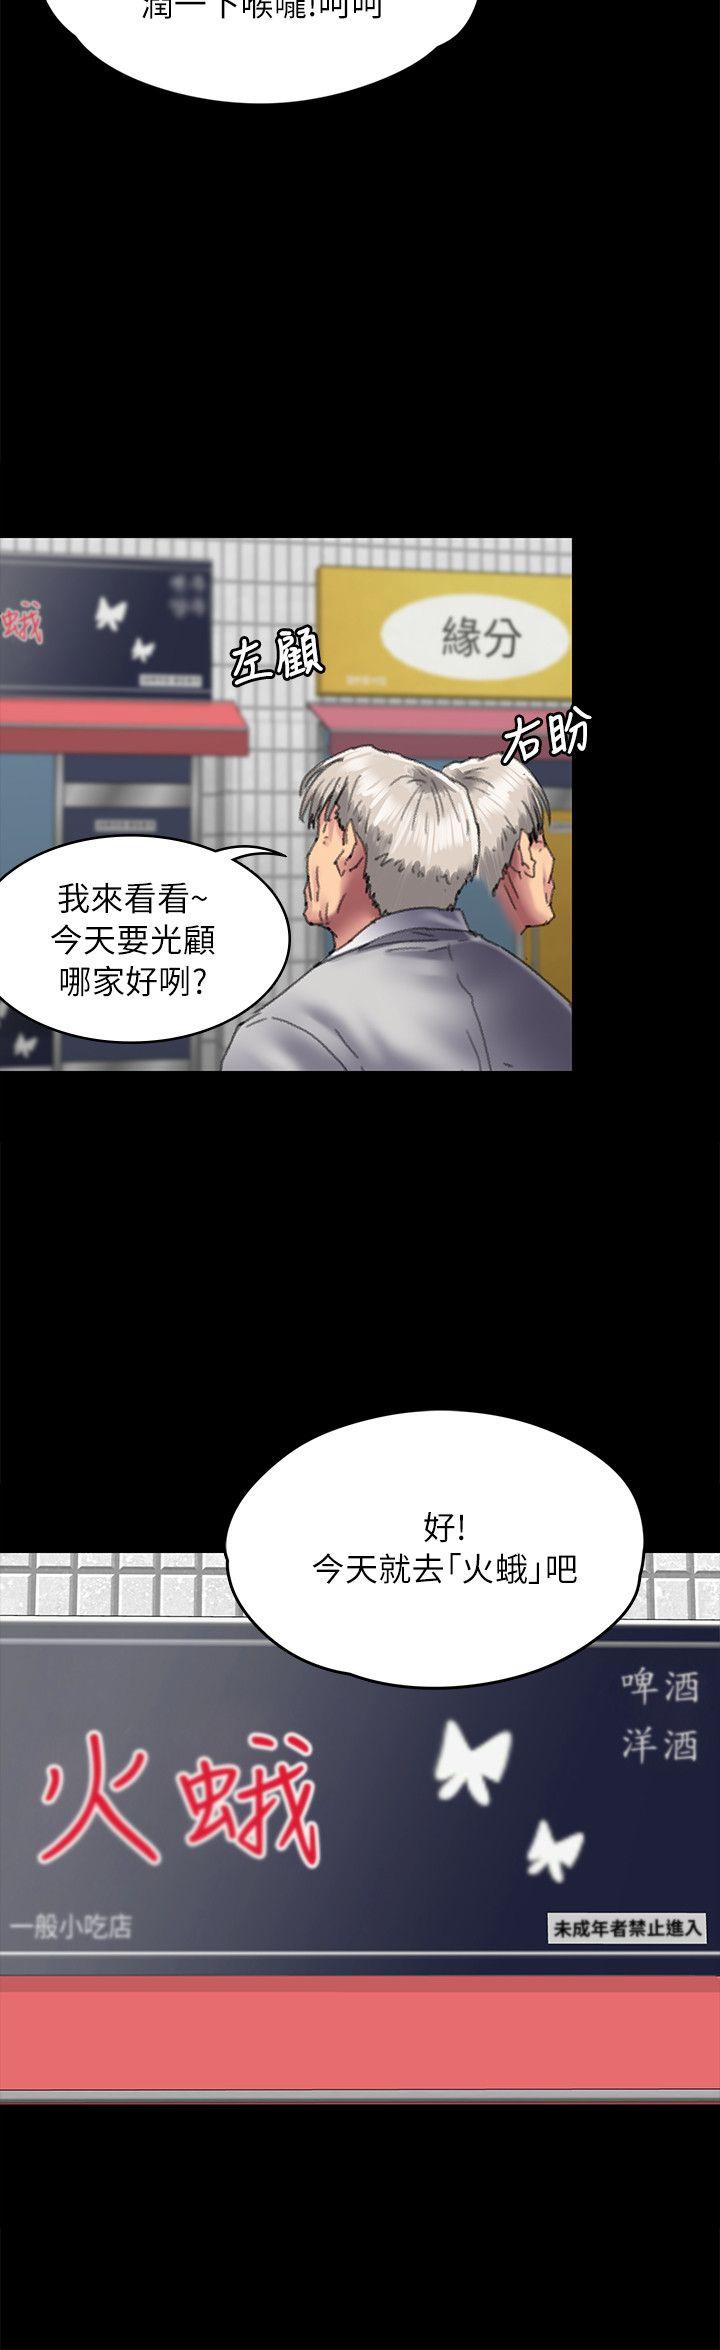 潤一下喉嚨!呵呵
蛾
緣分
左顧
右盼
我來看看~
今天要光顧
哪家好咧?
好!
今天就去「火蛾」吧
啤酒
洋酒
火蛾
一般小吃店
未成年者禁止進入